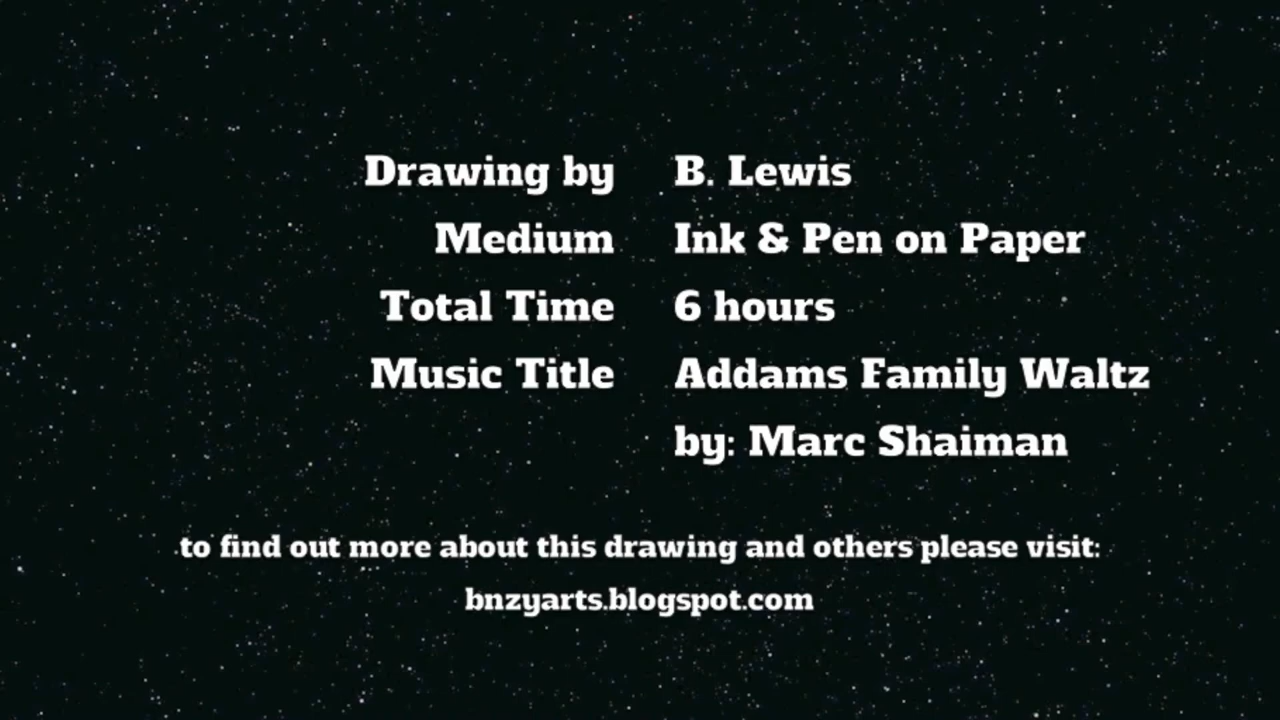 Drawing by B. Lewis
Medium Ink & Pen on Paper
Total Time 6 hours
Music Title Addams Family Waltz
by: Marc Shaiman
to find out more about this drawing and others please visit:
bnzyarts.blogspot.com